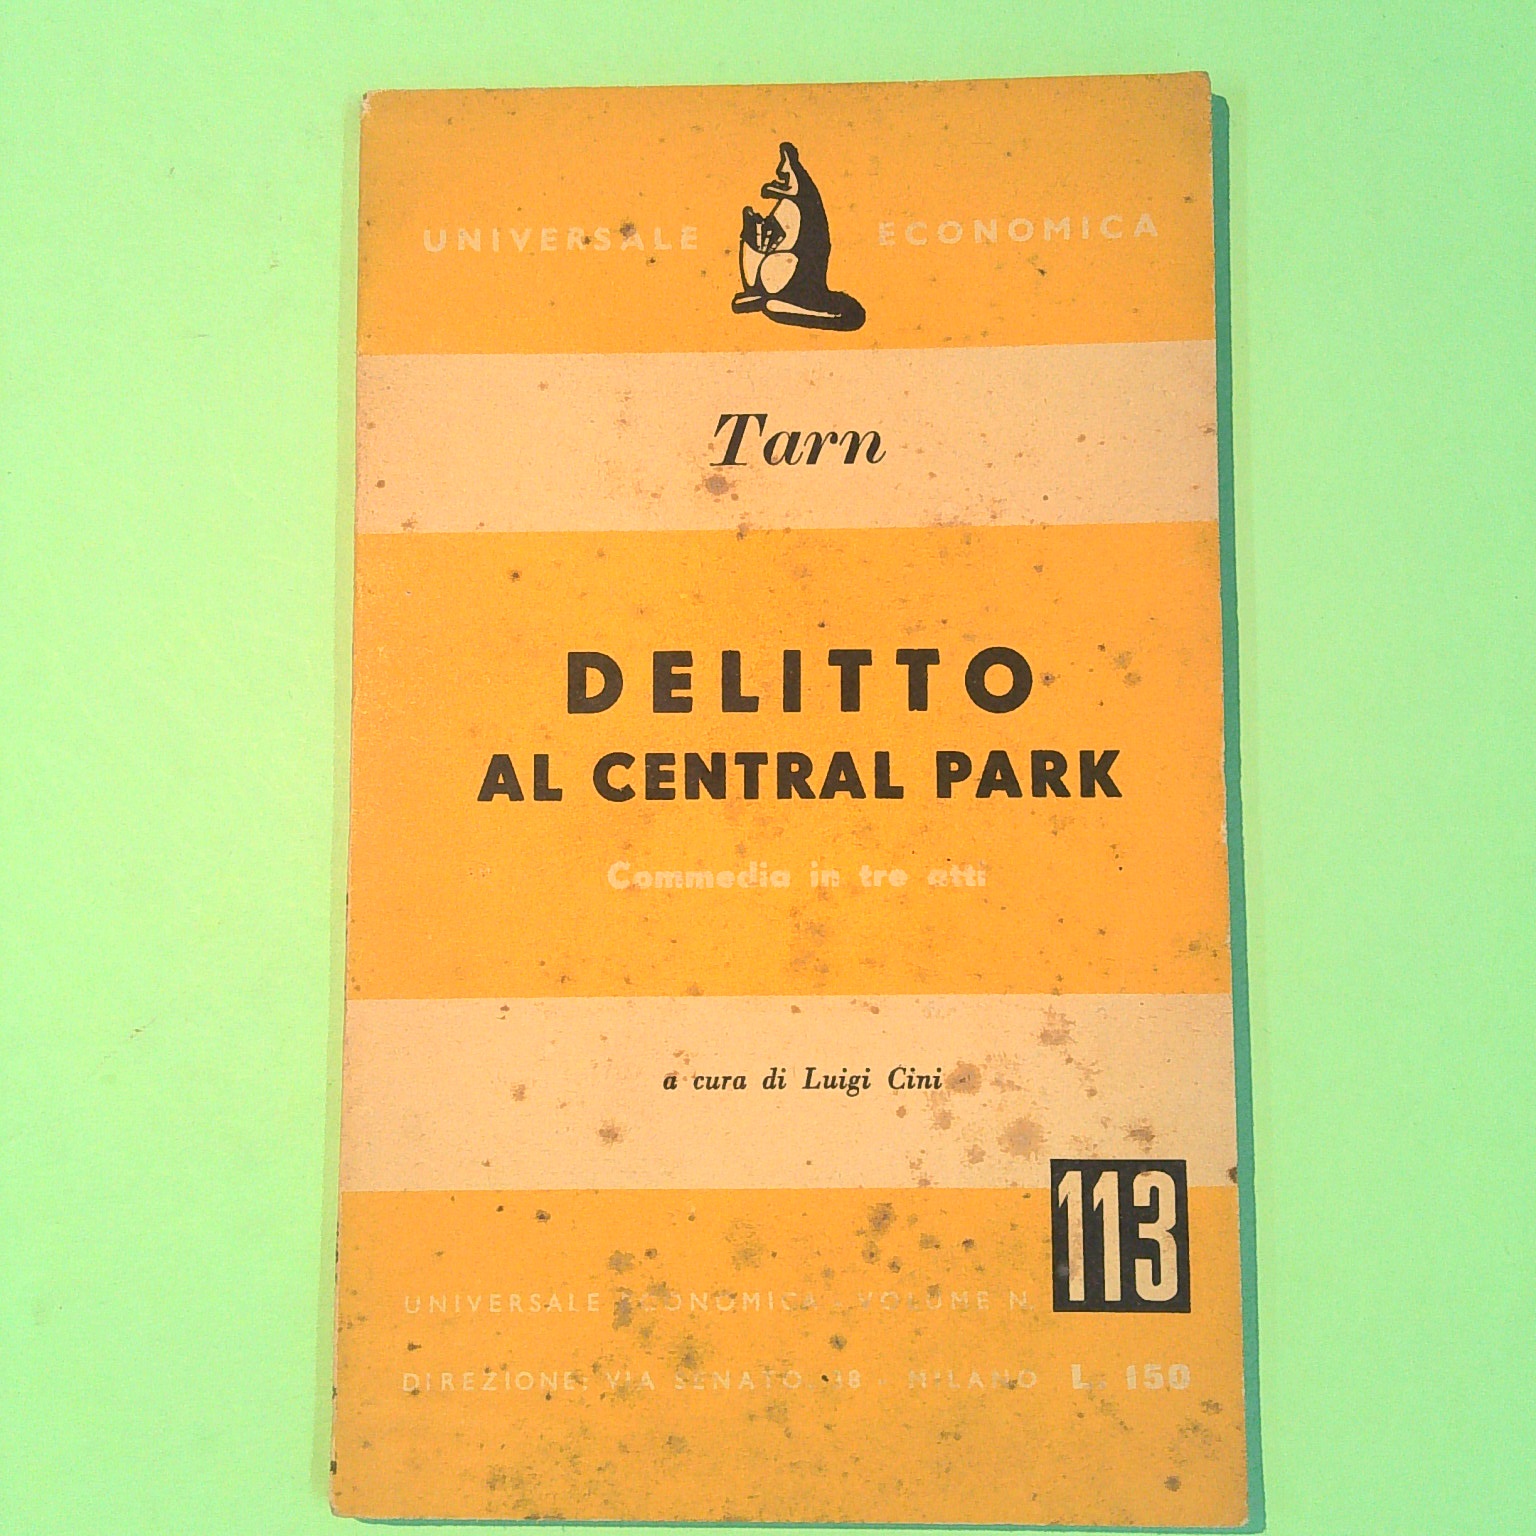 UNIVERSALE ECONOMICA
Tarn
DELITTO
AL CENTRAL PARK
Commedia in tre atti
a cura di Luigi Cini
113
UNIVERSALE ECONOMICA - VOLUME N.
DIREZIONE: VIA SENATO, 38 - MILANO L. 150